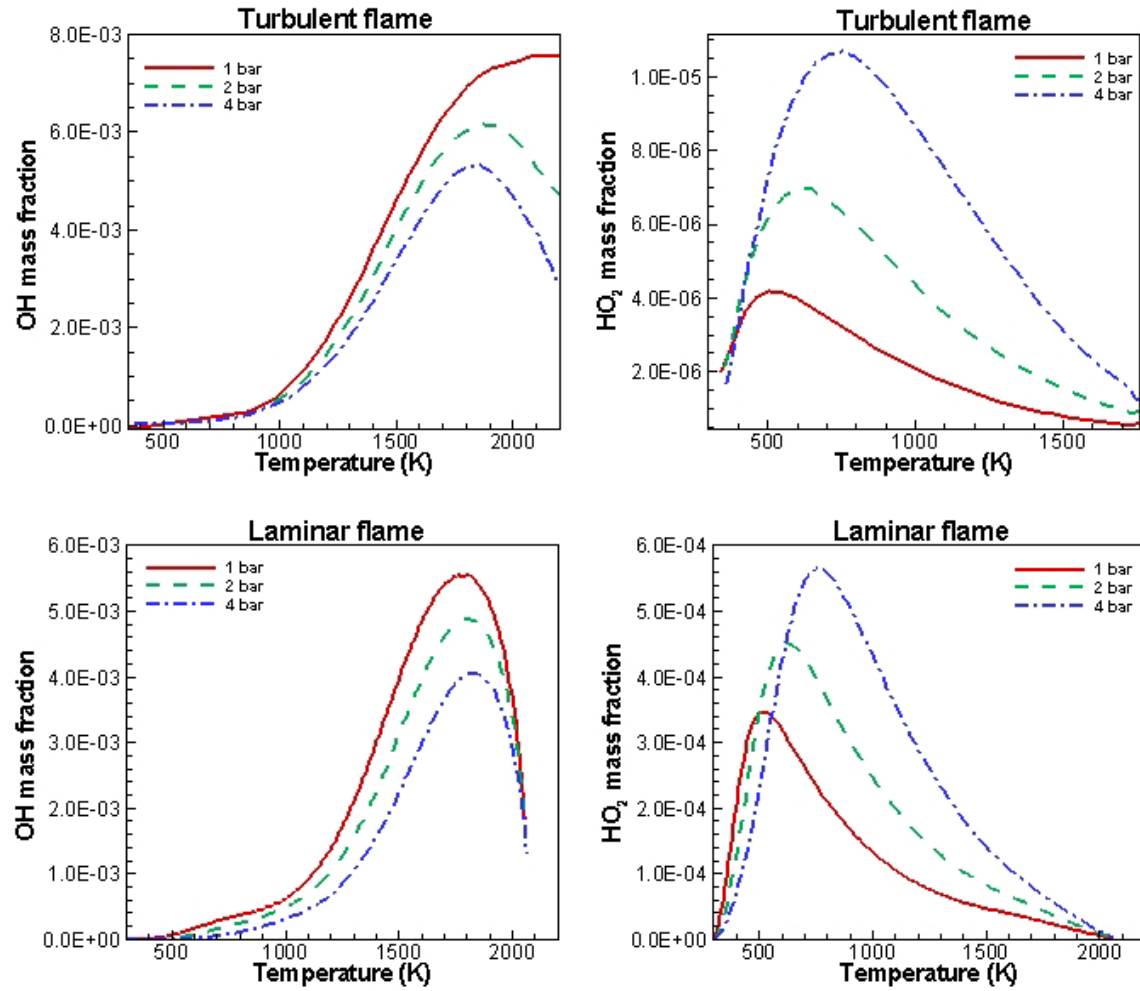 Turbulent flame
8.0E-03
6.0E-03
4.0E-03
2.0E-03
0.0E+00
OH mass fraction
1 bar
2 bar
4 bar
500
1000
1500
2000
Temperature (K)
Turbulent flame
1.0E-05
8.0E-06
6.0E-06
4.0E-06
2.0E-06
HO₂ mass fraction
1 bar
2 bar
4 bar
500
1000
1500
Temperature (K)
Laminar flame
6.0E-03
5.0E-03
4.0E-03
3.0E-03
2.0E-03
1.0E-03
0.0E+00
OH mass fraction
1 bar
2 bar
4 bar
500
1000
1500
2000
Temperature (K)
Laminar flame
6.0E-04
5.0E-04
4.0E-04
3.0E-04
2.0E-04
1.0E-04
0.0E+00
HO₂ mass fraction
1 bar
2 bar
4 bar
500
1000
1500
2000
Temperature (K)